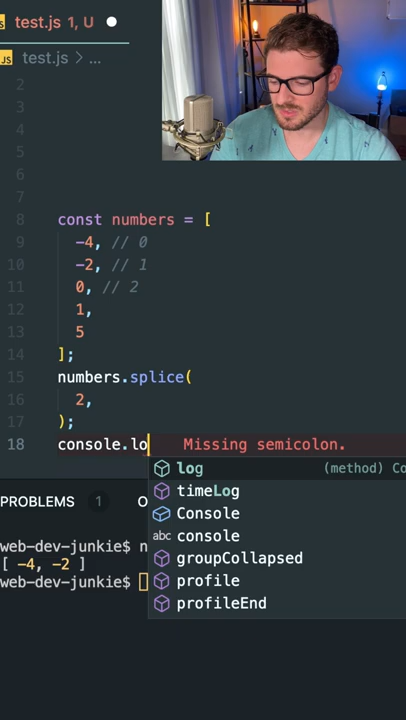 JS test.js 1, U
JS test.js > ...
2
3
4
5
6
7
8 const numbers = [
9 -4, // 0
10 -2, // 1
11 0, // 2
12 1,
13 5
14 ];
15 numbers.splice(
16 2,
17 );
18 console.lo Missing semicolon.
log (method) Co
timeLog
Console
abc console
groupCollapsed
profile
profileEnd
PROBLEMS 1 O
web-dev-junkie$ n
[ -4, -2 ]
web-dev-junkie$